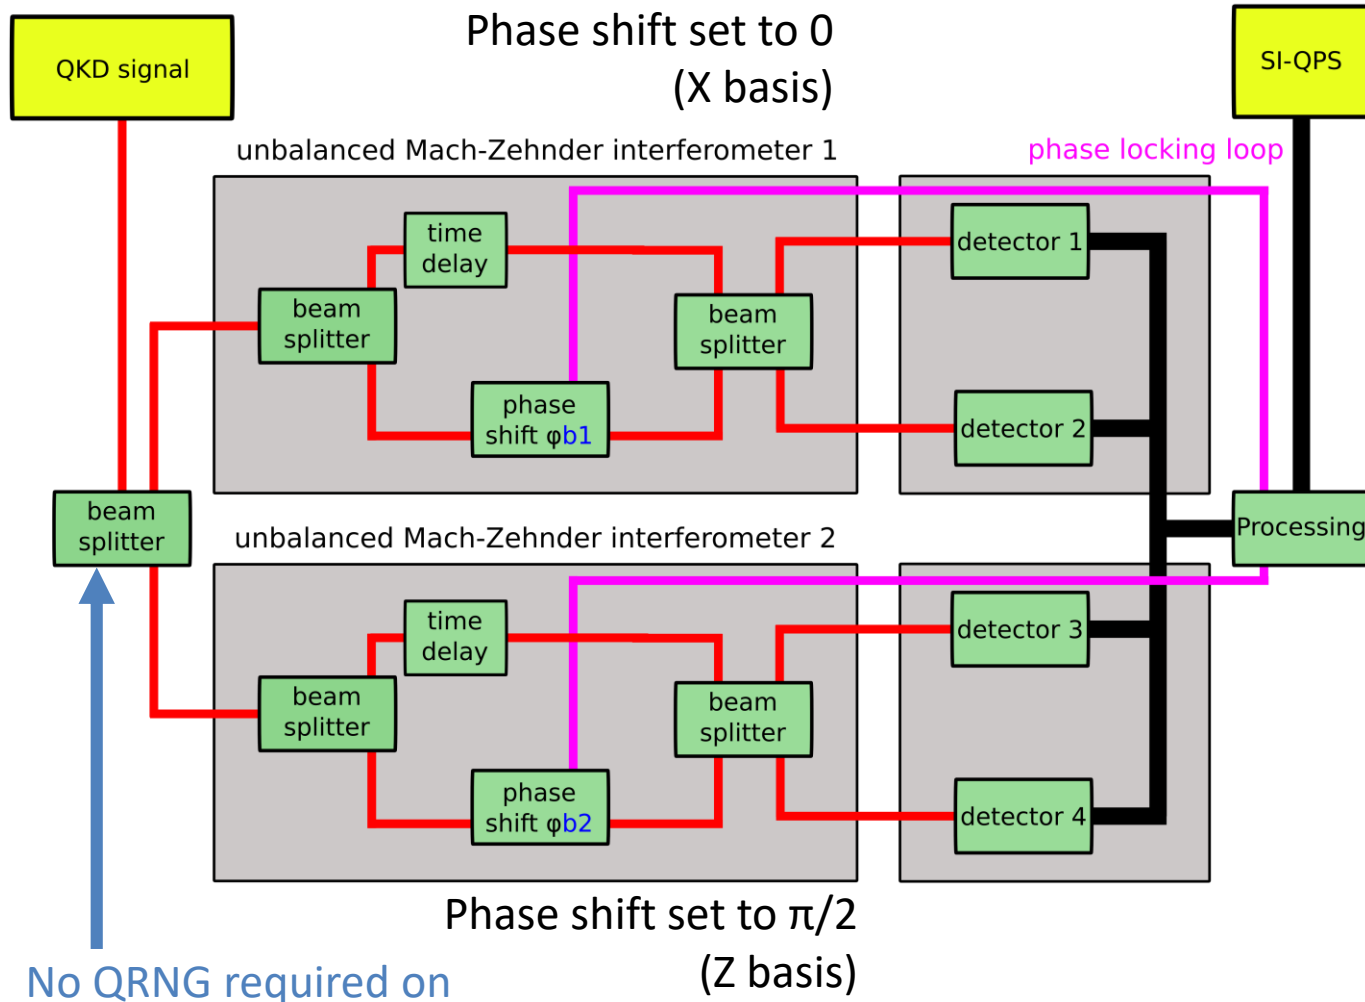 Phase shift set to 0
(X basis)
QKD signal
SI-QPS
unbalanced Mach-Zehnder interferometer 1
phase locking loop
time
delay
beam
splitter
beam
splitter
phase
shift φb1
detector 1
detector 2
beam
splitter
Processing
unbalanced Mach-Zehnder interferometer 2
time
delay
beam
splitter
beam
splitter
phase
shift φb2
detector 3
detector 4
Phase shift set to π/2
(Z basis)
No QRNG required on